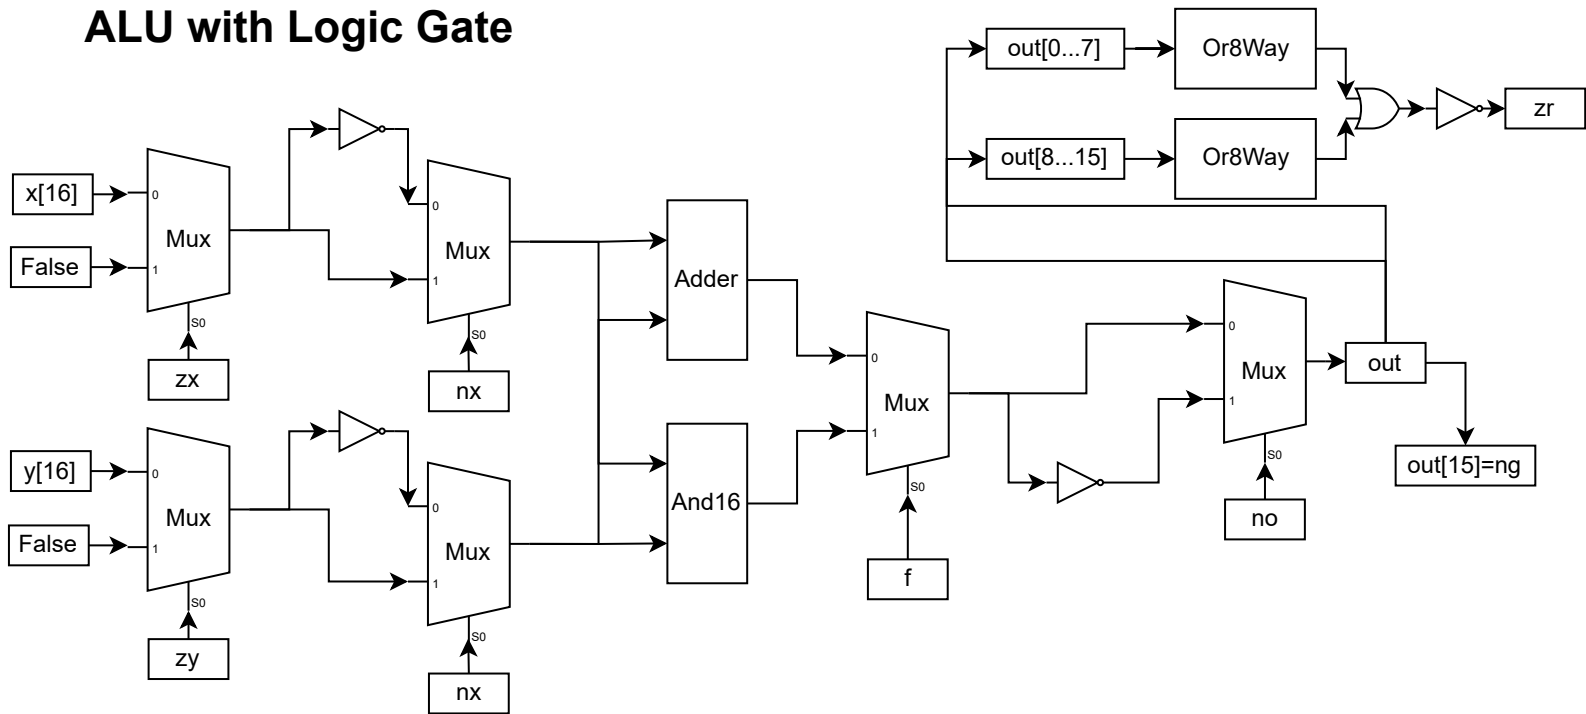 ALU with Logic Gate
out[0...7]
Or8Way
zr
out[8...15]
Or8Way
x[16]
0
Mux
False
1
S0
zx
0
Mux
1
S0
nx
Adder
y[16]
0
Mux
False
1
S0
zy
0
Mux
1
S0
nx
And16
0
Mux
1
S0
f
0
Mux
1
S0
no
out
out[15]=ng